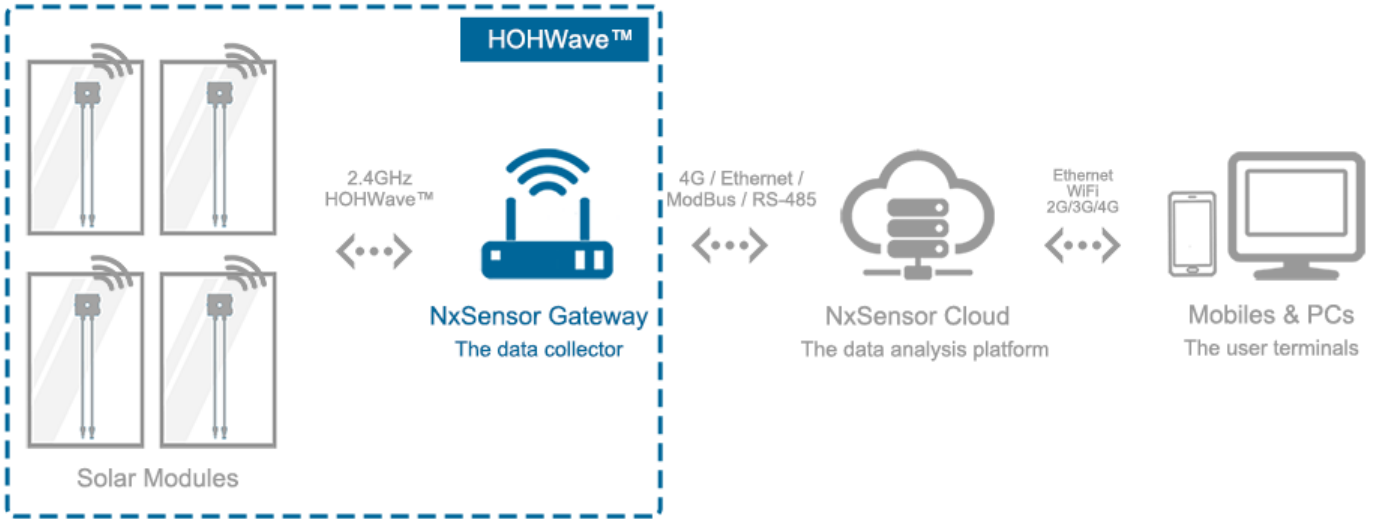 HOHWave™
2.4GHz
HOHWave™
4G / Ethernet /
ModBus / RS-485
Ethernet
WiFi
2G/3G/4G
NxSensor Gateway
The data collector
NxSensor Cloud
The data analysis platform
Mobiles & PCs
The user terminals
Solar Modules